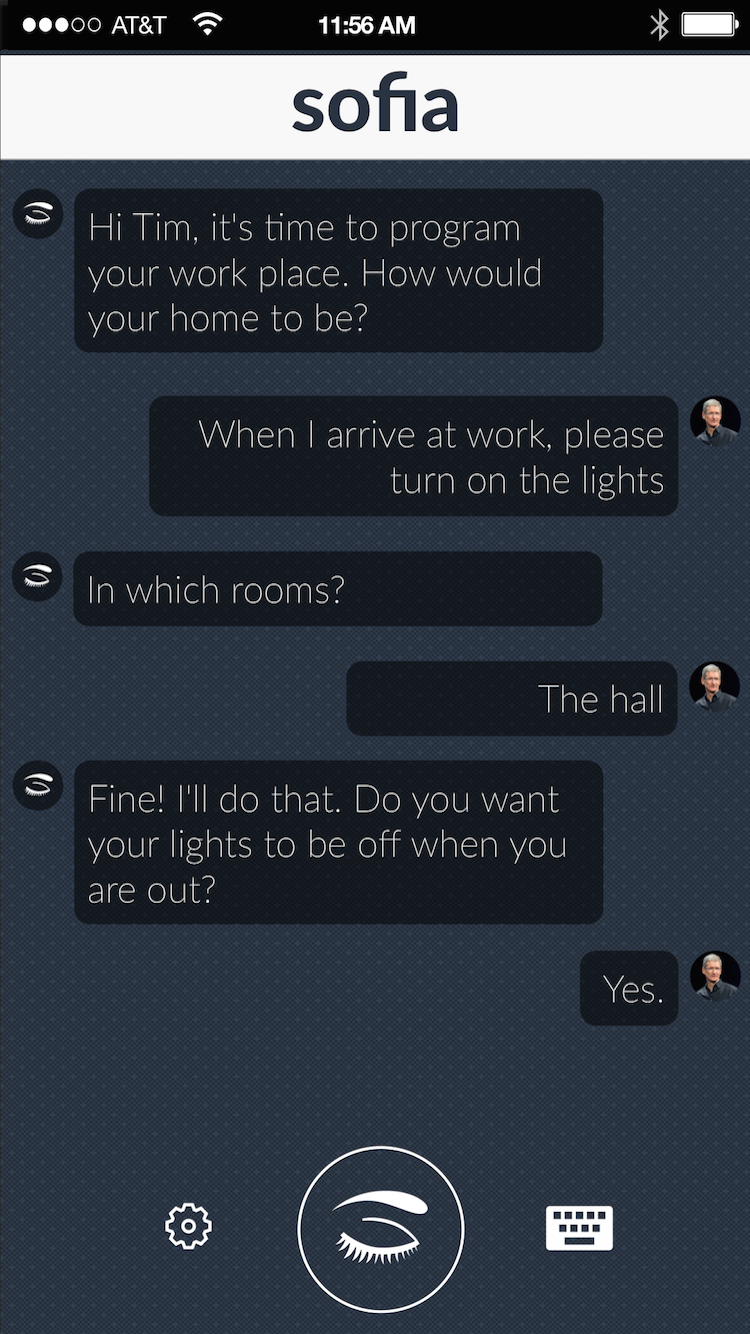 AT&T 11:56 AM
sofia
Hi Tim, it's time to program
your work place. How would
your home to be?
When I arrive at work, please
turn on the lights
In which rooms?
The hall
Fine! I'll do that. Do you want
your lights to be off when you
are out?
Yes.